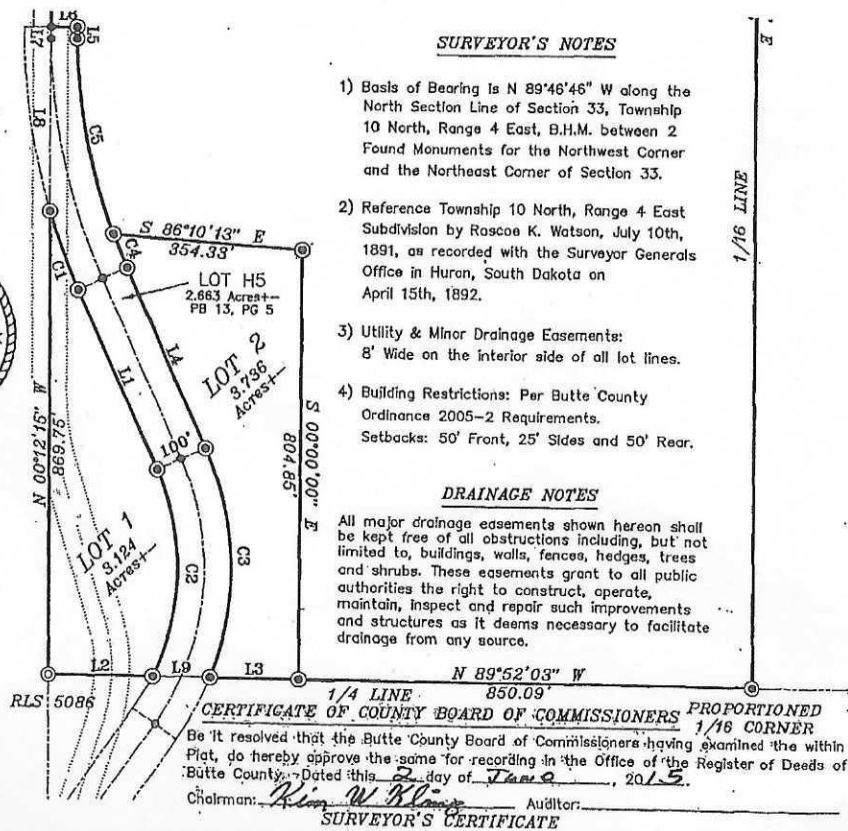 L6
L7
L5
L8
C5
E
SURVEYOR'S NOTES
1) Basis of Bearing is N 89°46'46" W along the
North Section Line of Section 33, Township
10 North, Range 4 East, B.H.M. between 2
Found Monuments for the Northwest Corner
and the Northeast Corner of Section 33.
2) Reference Township 10 North, Range 4 East
Subdivision by Roscoe K. Watson, July 10th,
1891, as recorded with the Surveyor Generals
Office in Huron, South Dakota on
April 15th, 1892.
3) Utility & Minor Drainage Easements:
8' Wide on the interior side of all lot lines.
4) Building Restrictions: Per Butte County
Ordinance 2005-2 Requirements.
Setbacks: 50' Front, 25' Sides and 50' Rear.
1/16 LINE
S 86°10'13" E
354.33'
C4
C1
LOT H5
2.663 Acres+-
PB 13, PG 5
L1
L4
LOT 2
3.736
Acres+-
N 00°12'15" W
869.75'
100'
S 00°00'00" E
804.85'
LOT 1
3.124
Acres+-
C2
C3
DRAINAGE NOTES
All major drainage easements shown hereon shall
be kept free of all obstructions including, but not
limited to, buildings, walls, fences, hedges, trees
and shrubs. These easements grant to all public
authorities the right to construct, operate,
maintain, inspect and repair such improvements
and structures as it deems necessary to facilitate
drainage from any source.
L2
L9
L3
N 89°52'03" W
850.09'
1/4 LINE
RLS 5086
PROPORTIONED
1/16 CORNER
CERTIFICATE OF COUNTY BOARD OF COMMISSIONERS
Be it resolved that the Butte County Board of Commissioners having examined the within
Plat, do hereby approve the same for recording in the Office of the Register of Deeds of
Butte County. Dated this 2 day of June, 2015.
Chairman: Kim W Auditor:
SURVEYOR'S CERTIFICATE